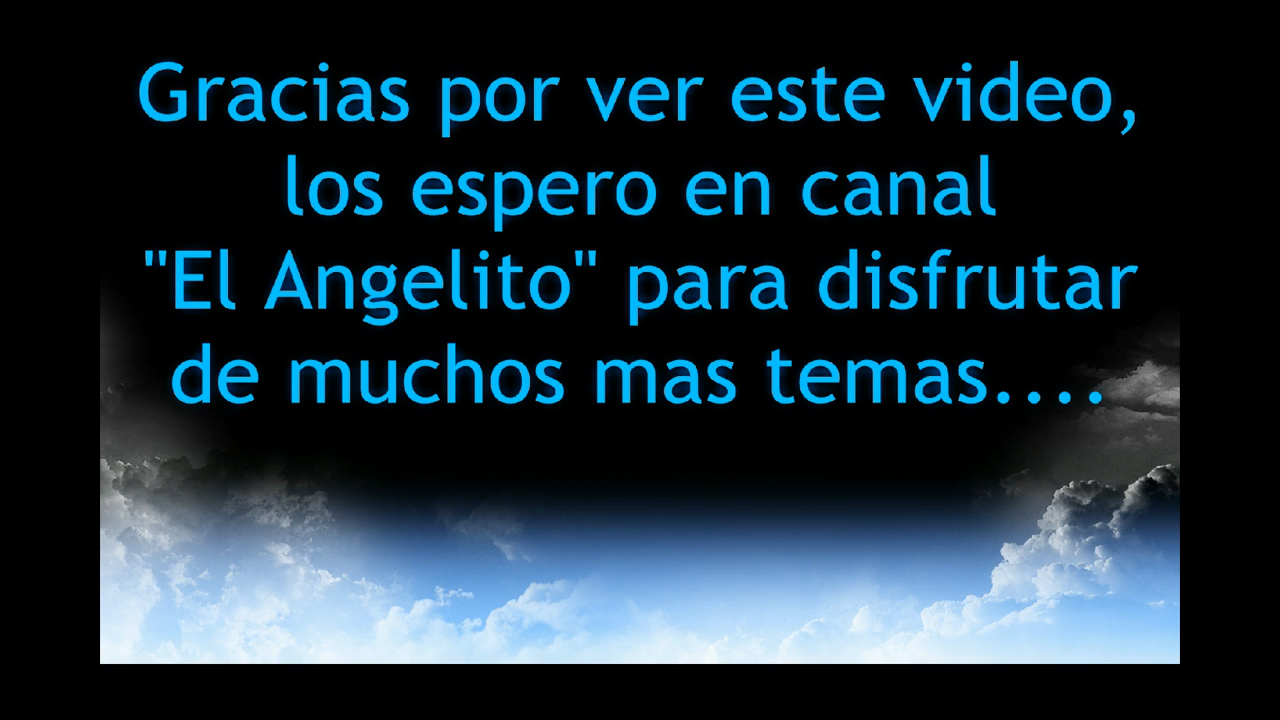 Gracias por ver este video,
los espero en canal
"El Angelito" para disfrutar
de muchos mas temas....